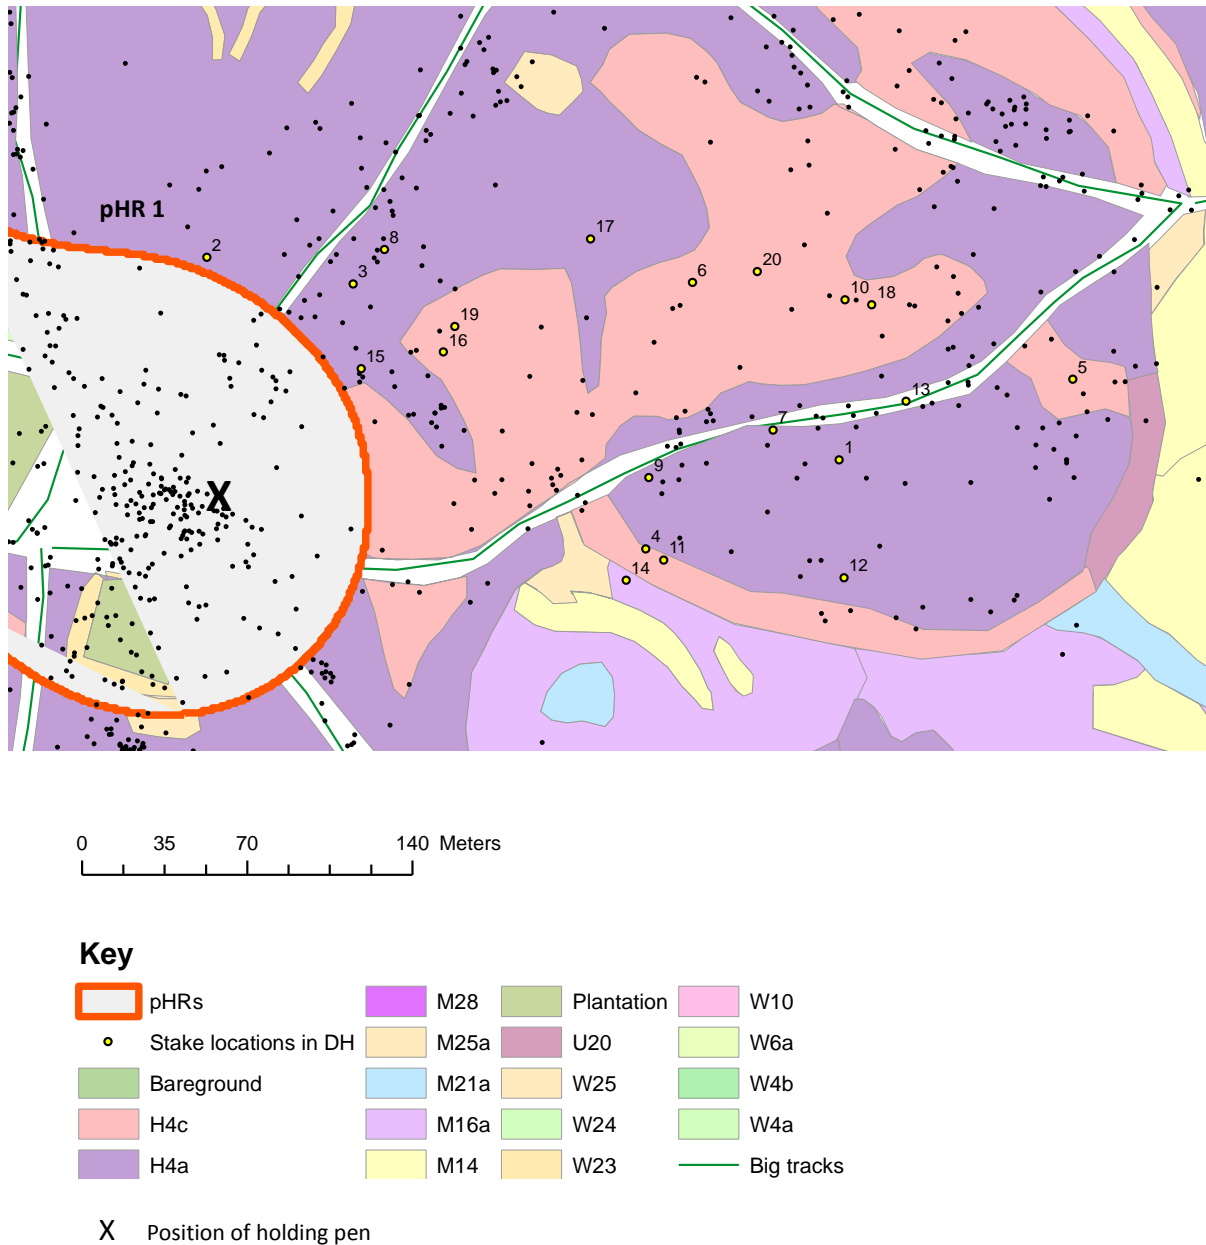 pHR 1
2
8
3
17
6
20
10
18
19
16
15
5
13
7
1
9
4
11
14
12
X
0 35 70 140 Meters
Key
pHRs
Stake locations in DH
Bareground
H4c
H4a
M28
M25a
M21a
M16a
M14
Plantation
U20
W25
W24
W23
W10
W6a
W4b
W4a
Big tracks
X Position of holding pen